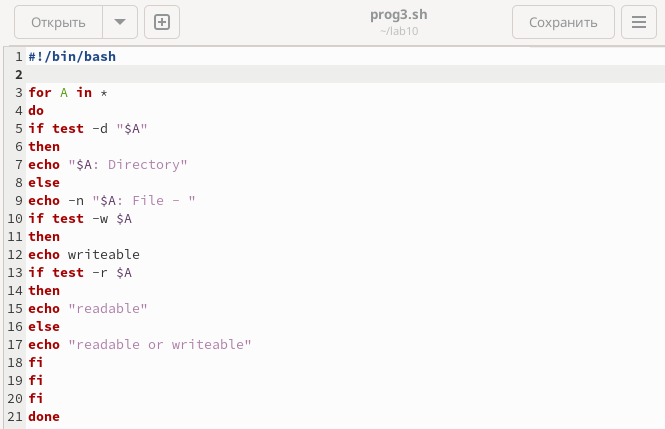 Открыть
prog3.sh
~/lab10
Сохранить
1 #!/bin/bash
2
3 for A in *
4 do
5 if test -d "$A"
6 then
7 echo "$A: Directory"
8 else
9 echo -n "$A: File - "
10 if test -w $A
11 then
12 echo writeable
13 if test -r $A
14 then
15 echo "readable"
16 else
17 echo "readable or writeable"
18 fi
19 fi
20 fi
21 done